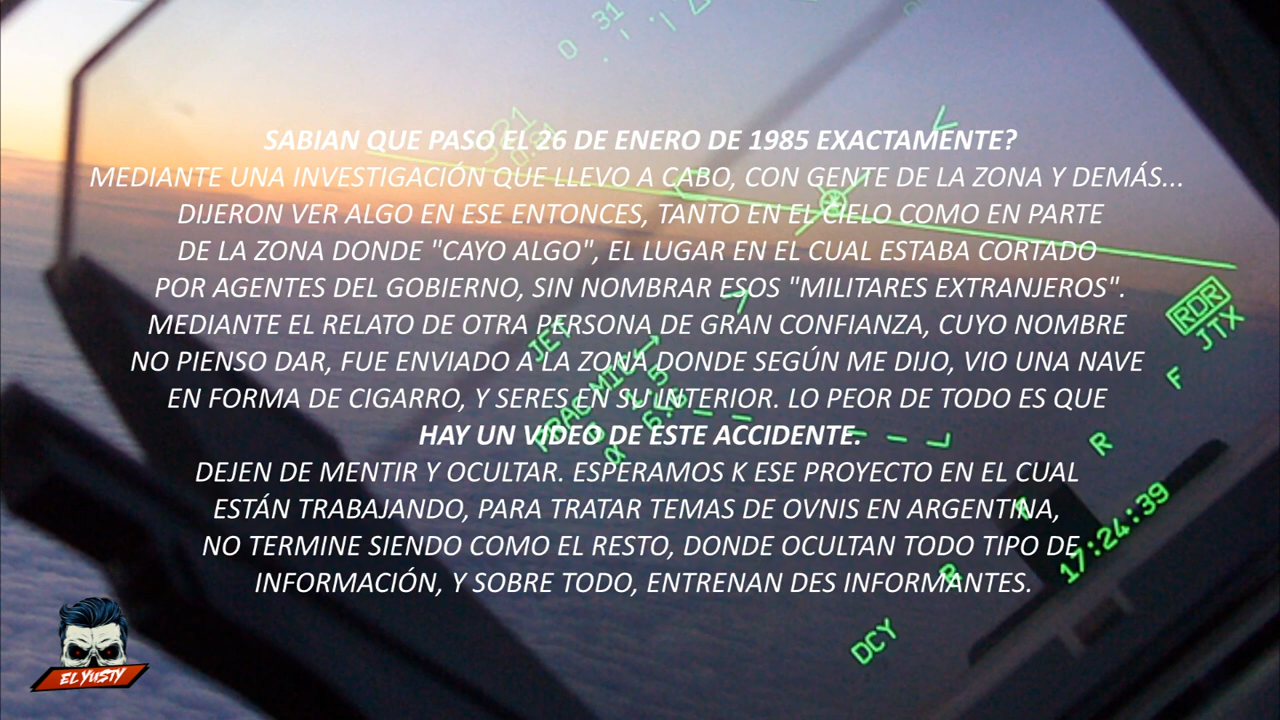 SABIAN QUE PASO EL 26 DE ENERO DE 1985 EXACTAMENTE?
MEDIANTE UNA INVESTIGACIÓN QUE LLEVO A CABO, CON GENTE DE LA ZONA Y DEMÁS...
DIJERON VER ALGO EN ESE ENTONCES, TANTO EN EL CIELO COMO EN PARTE
DE LA ZONA DONDE "CAYO ALGO", EL LUGAR EN EL CUAL ESTABA CORTADO
POR AGENTES DEL GOBIERNO, SIN NOMBRAR ESOS "MILITARES EXTRANJEROS".
MEDIANTE EL RELATO DE OTRA PERSONA DE GRAN CONFIANZA, CUYO NOMBRE
NO PIENSO DAR, FUE ENVIADO A LA ZONA DONDE SEGÚN ME DIJO, VIO UNA NAVE
EN FORMA DE CIGARRO, Y SERES EN SU INTERIOR. LO PEOR DE TODO ES QUE
HAY UN VIDEO DE ESTE ACCIDENTE.
DEJEN DE MENTIR Y OCULTAR. ESPERAMOS K ESE PROYECTO EN EL CUAL
ESTÁN TRABAJANDO, PARA TRATAR TEMAS DE OVNIS EN ARGENTINA,
NO TERMINE SIENDO COMO EL RESTO, DONDE OCULTAN TODO TIPO DE
INFORMACIÓN, Y SOBRE TODO, ENTRENAN DES INFORMANTES.
RDR
JTX
F
R
17:24:39
R
DCY
EL YU$TY